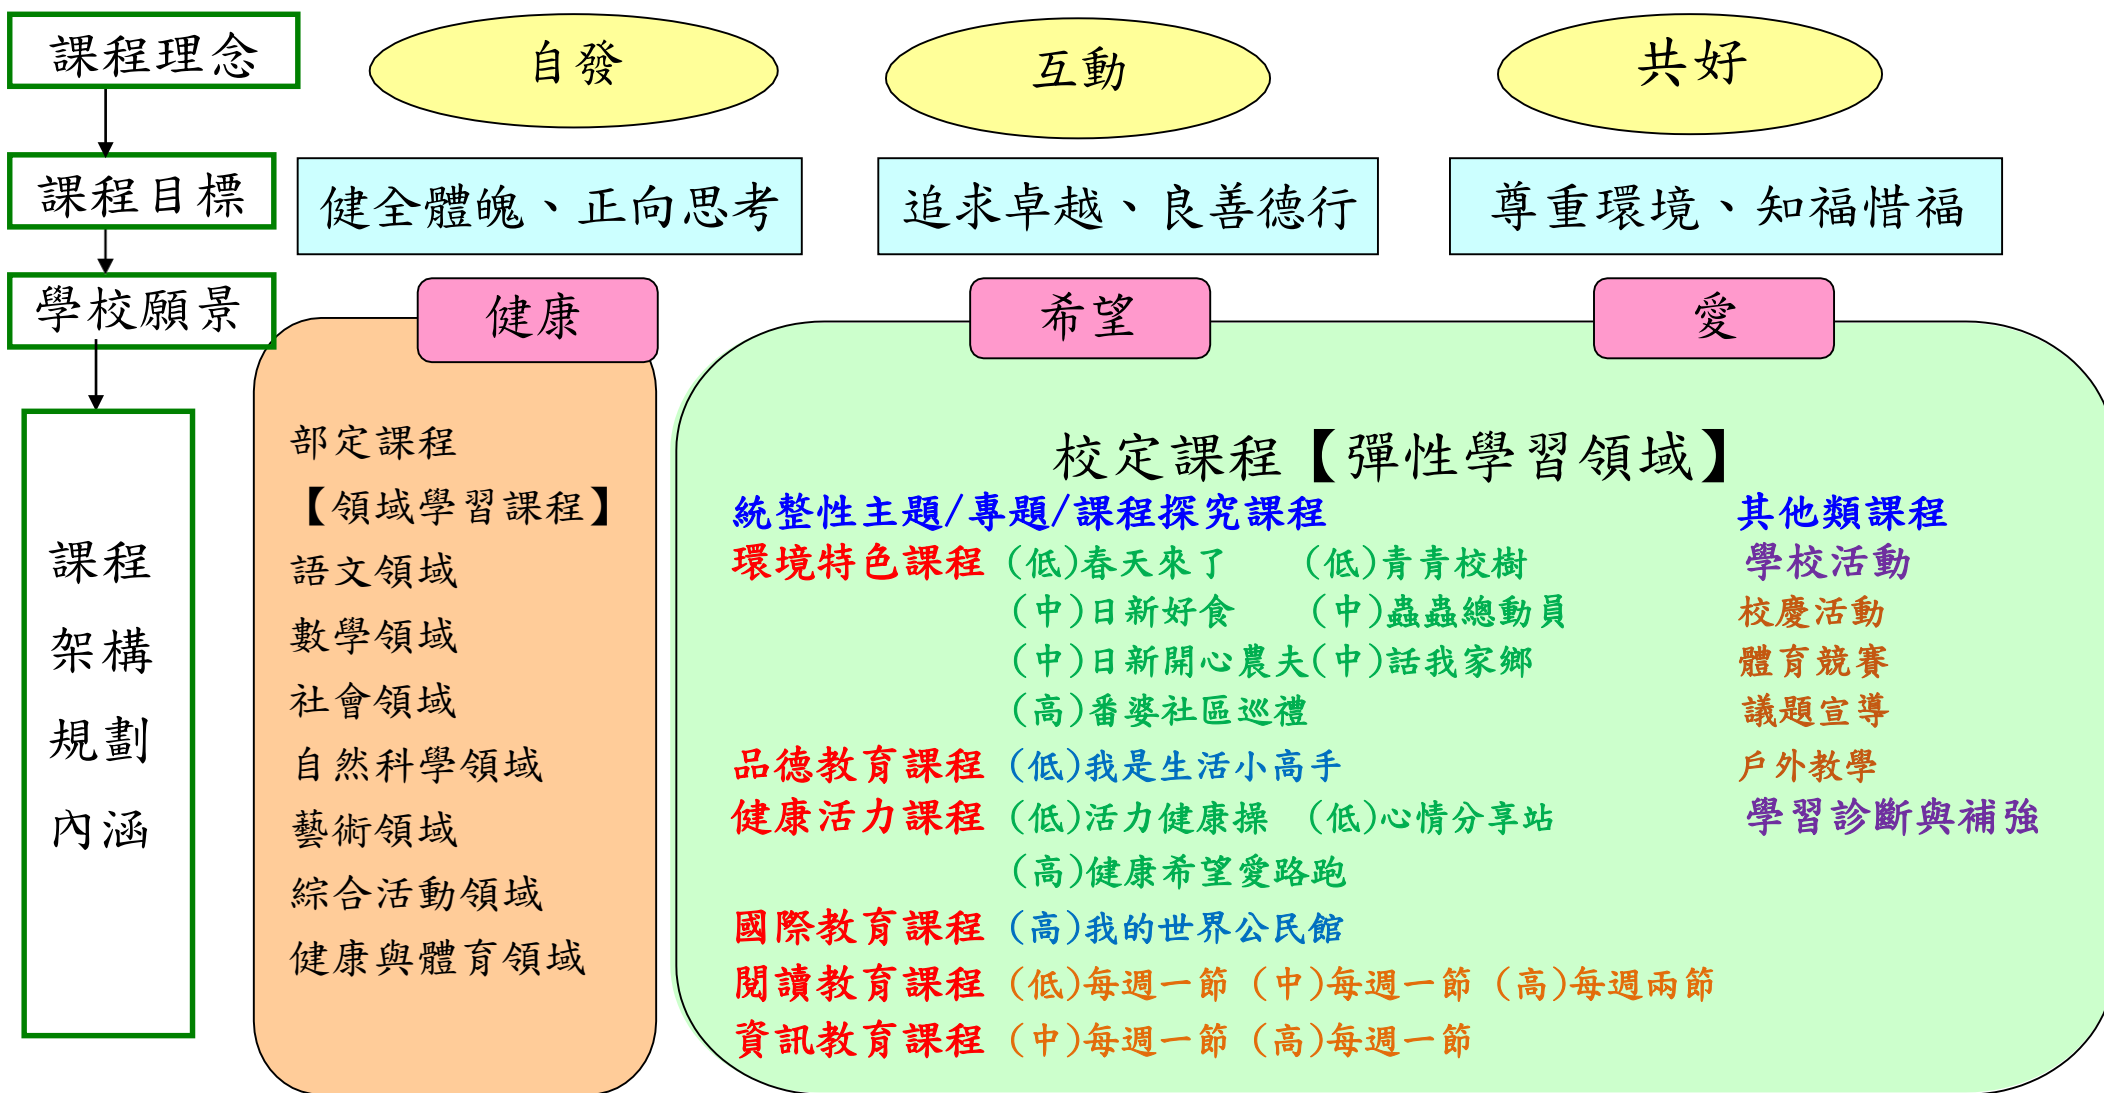 課程理念
自發
互動
共好
課程目標
健全體魄、正向思考
追求卓越、良善德行
尊重環境、知福惜福
學校願景
健康
希望
愛
課程
架構
規劃
內涵
部定課程
【領域學習課程】
語文領域
數學領域
社會領域
自然科學領域
藝術領域
綜合活動領域
健康與體育領域
校定課程【彈性學習領域】
統整性主題/專題/課程探究課程
環境特色課程 (低)春天來了 (低)青青校樹
(中)日新好食 (中)蟲蟲總動員
(中)日新開心農夫(中)話我家鄉
(高)番婆社區巡禮
品德教育課程 (低)我是生活小高手
健康活力課程 (低)活力健康操 (低)心情分享站
(高)健康希望愛路跑
國際教育課程 (高)我的世界公民館
閱讀教育課程 (低)每週一節 (中)每週一節 (高)每週兩節
資訊教育課程 (中)每週一節 (高)每週一節
其他類課程
學校活動
校慶活動
體育競賽
議題宣導
戶外教學
學習診斷與補強